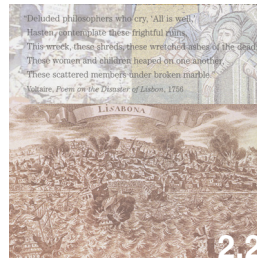 "Deluded philosophers who cry, 'All is well,'
Hasten, contemplate these frightful ruins,
This wreck, these shreds, these wretched ashes of the dead
These women and children heaped on one another,
These scattered members under broken marble."
Voltaire, Poem on the Disaster of Lisbon, 1756
LISABONA
2.2